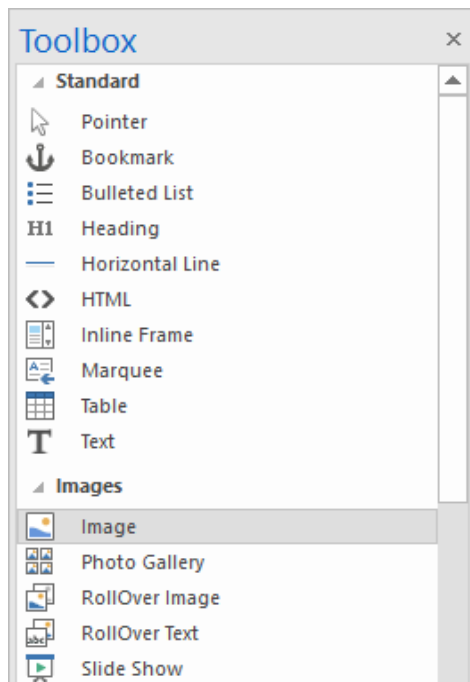 Toolbox
Standard
Pointer
Bookmark
Bulleted List
H1 Heading
Horizontal Line
HTML
Inline Frame
Marquee
Table
T Text
Images
Image
Photo Gallery
RollOver Image
abc RollOver Text
Slide Show